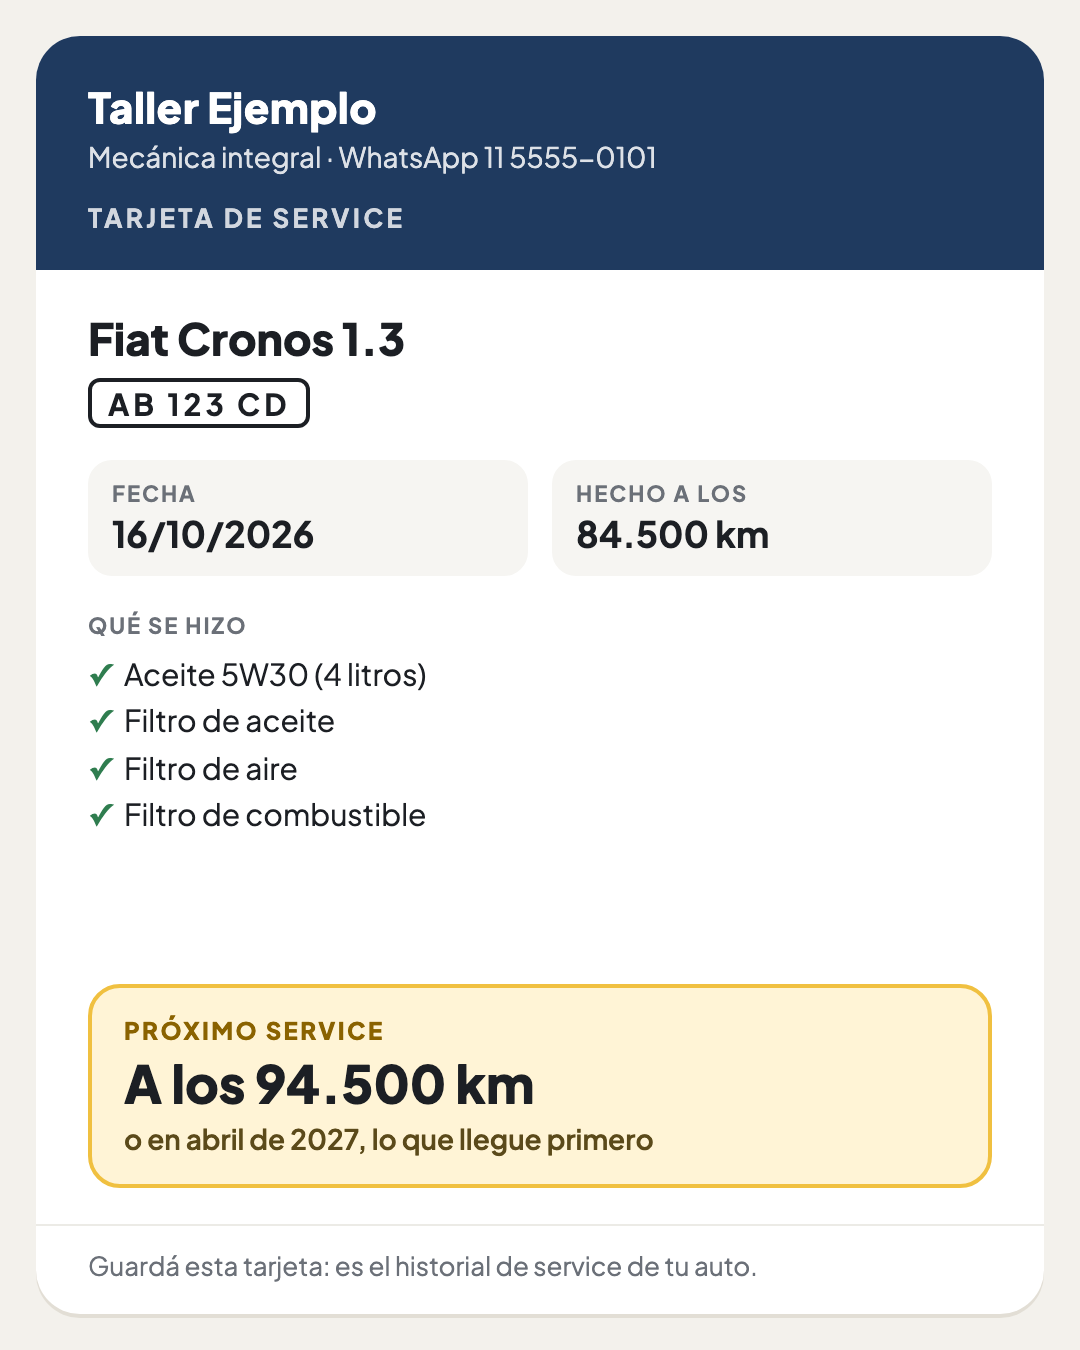 Taller Ejemplo
Mecánica integral · WhatsApp 11 5555–0101
TARJETA DE SERVICE
Fiat Cronos 1.3
AB 123 CD
FECHA
16/10/2026
HECHO A LOS
84.500 km
QUÉ SE HIZO
✓ Aceite 5W30 (4 litros)
✓ Filtro de aceite
✓ Filtro de aire
✓ Filtro de combustible
PRÓXIMO SERVICE
A los 94.500 km
o en abril de 2027, lo que llegue primero
Guardá esta tarjeta: es el historial de service de tu auto.